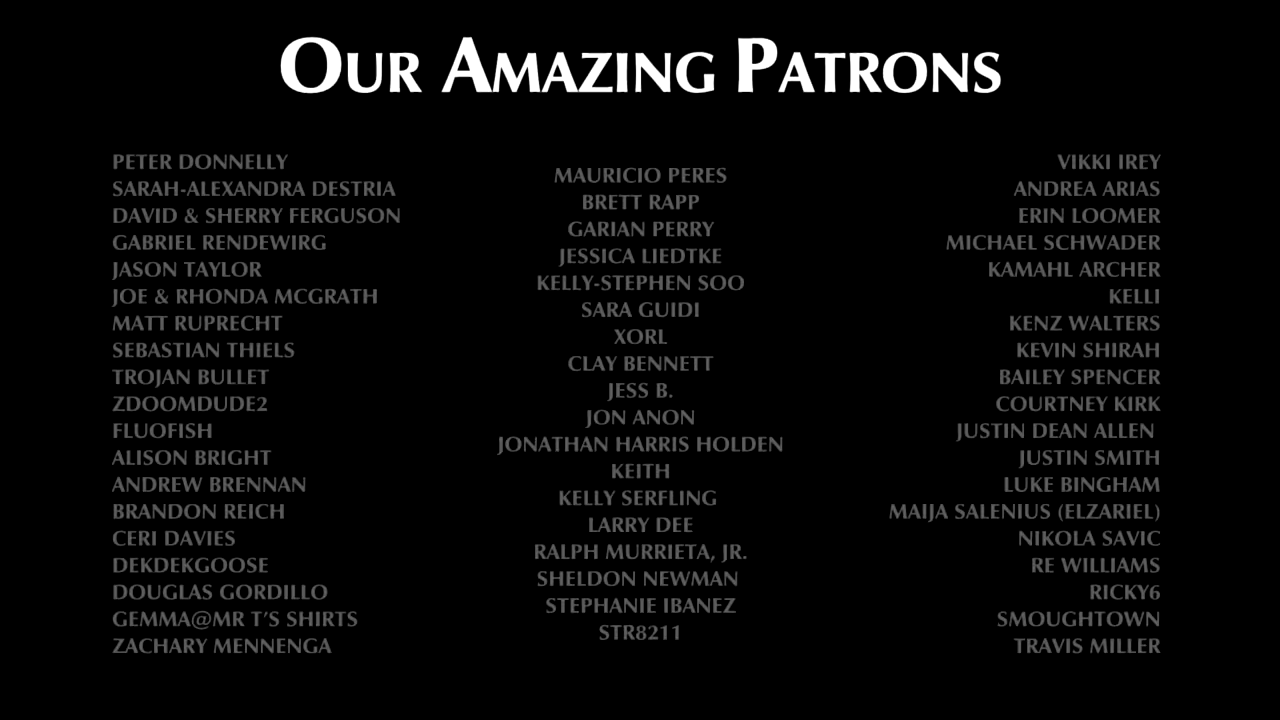 OUR AMAZING PATRONS
PETER DONNELLY
SARAH-ALEXANDRA DESTRIA
DAVID & SHERRY FERGUSON
GABRIEL RENDEWIRG
JASON TAYLOR
JOE & RHONDA MCGRATH
MATT RUPRECHT
SEBASTIAN THIELS
TROJAN BULLET
ZDOOMDUDE2
FLUOFISH
ALISON BRIGHT
ANDREW BRENNAN
BRANDON REICH
CERI DAVIES
DEKDEKGOOSE
DOUGLAS GORDILLO
GEMMA@MR T’S SHIRTS
ZACHARY MENNENGA
MAURICIO PERES
BRETT RAPP
GARIAN PERRY
JESSICA LIEDTKE
KELLY-STEPHEN SOO
SARA GUIDI
XORL
CLAY BENNETT
JESS B.
JON ANON
JONATHAN HARRIS HOLDEN
KEITH
KELLY SERFLING
LARRY DEE
RALPH MURRIETA, JR.
SHELDON NEWMAN
STEPHANIE IBANEZ
STR8211
VIKKI IREY
ANDREA ARIAS
ERIN LOOMER
MICHAEL SCHWADER
KAMAHL ARCHER
KELLI
KENZ WALTERS
KEVIN SHIRAH
BAILEY SPENCER
COURTNEY KIRK
JUSTIN DEAN ALLEN
JUSTIN SMITH
LUKE BINGHAM
MAIJA SALENIUS (ELZARIEL)
NIKOLA SAVIC
RE WILLIAMS
RICKY6
SMOUGHTOWN
TRAVIS MILLER